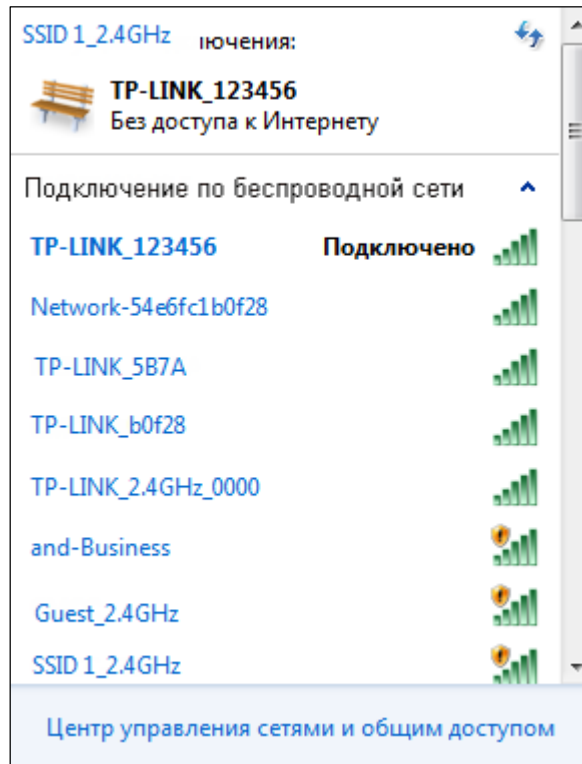 SSID 1_2.4GHz ючения:
TP-LINK_123456
Без доступа к Интернету
Подключение по беспроводной сети
TP-LINK_123456 Подключено
Network-54e6fc1b0f28
TP-LINK_5B7A
TP-LINK_b0f28
TP-LINK_2.4GHz_0000
and-Business
Guest_2.4GHz
SSID 1_2.4GHz
Центр управления сетями и общим доступом